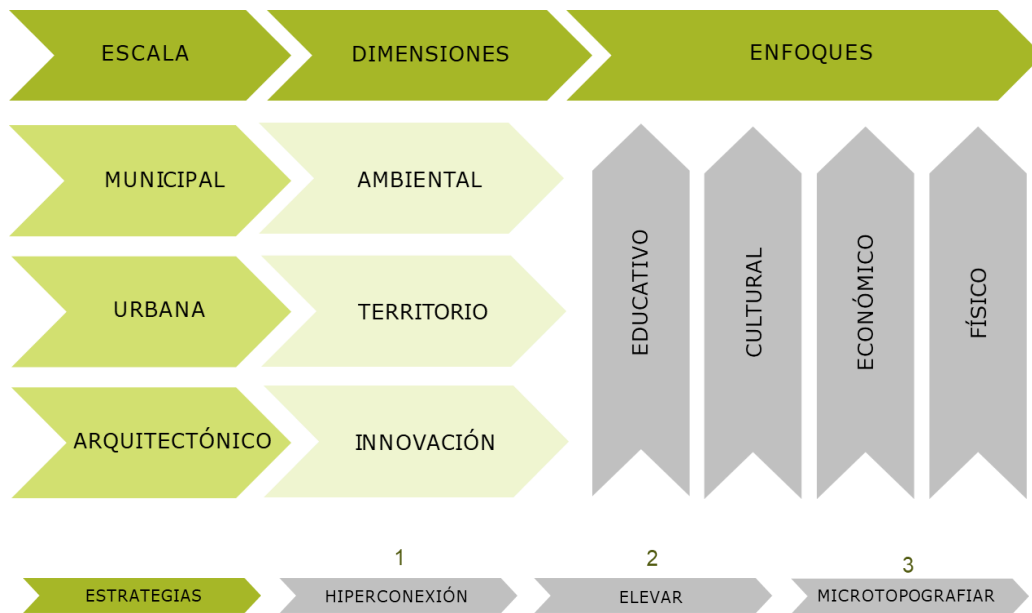 ESCALA
DIMENSIONES
ENFOQUES
MUNICIPAL
AMBIENTAL
URBANA
TERRITORIO
ARQUITECTÓNICO
INNOVACIÓN
EDUCATIVO
CULTURAL
ECONÓMICO
FÍSICO
1
2
3
ESTRATEGIAS
HIPERCONEXIÓN
ELEVAR
MICROTOPOGRAFIAR